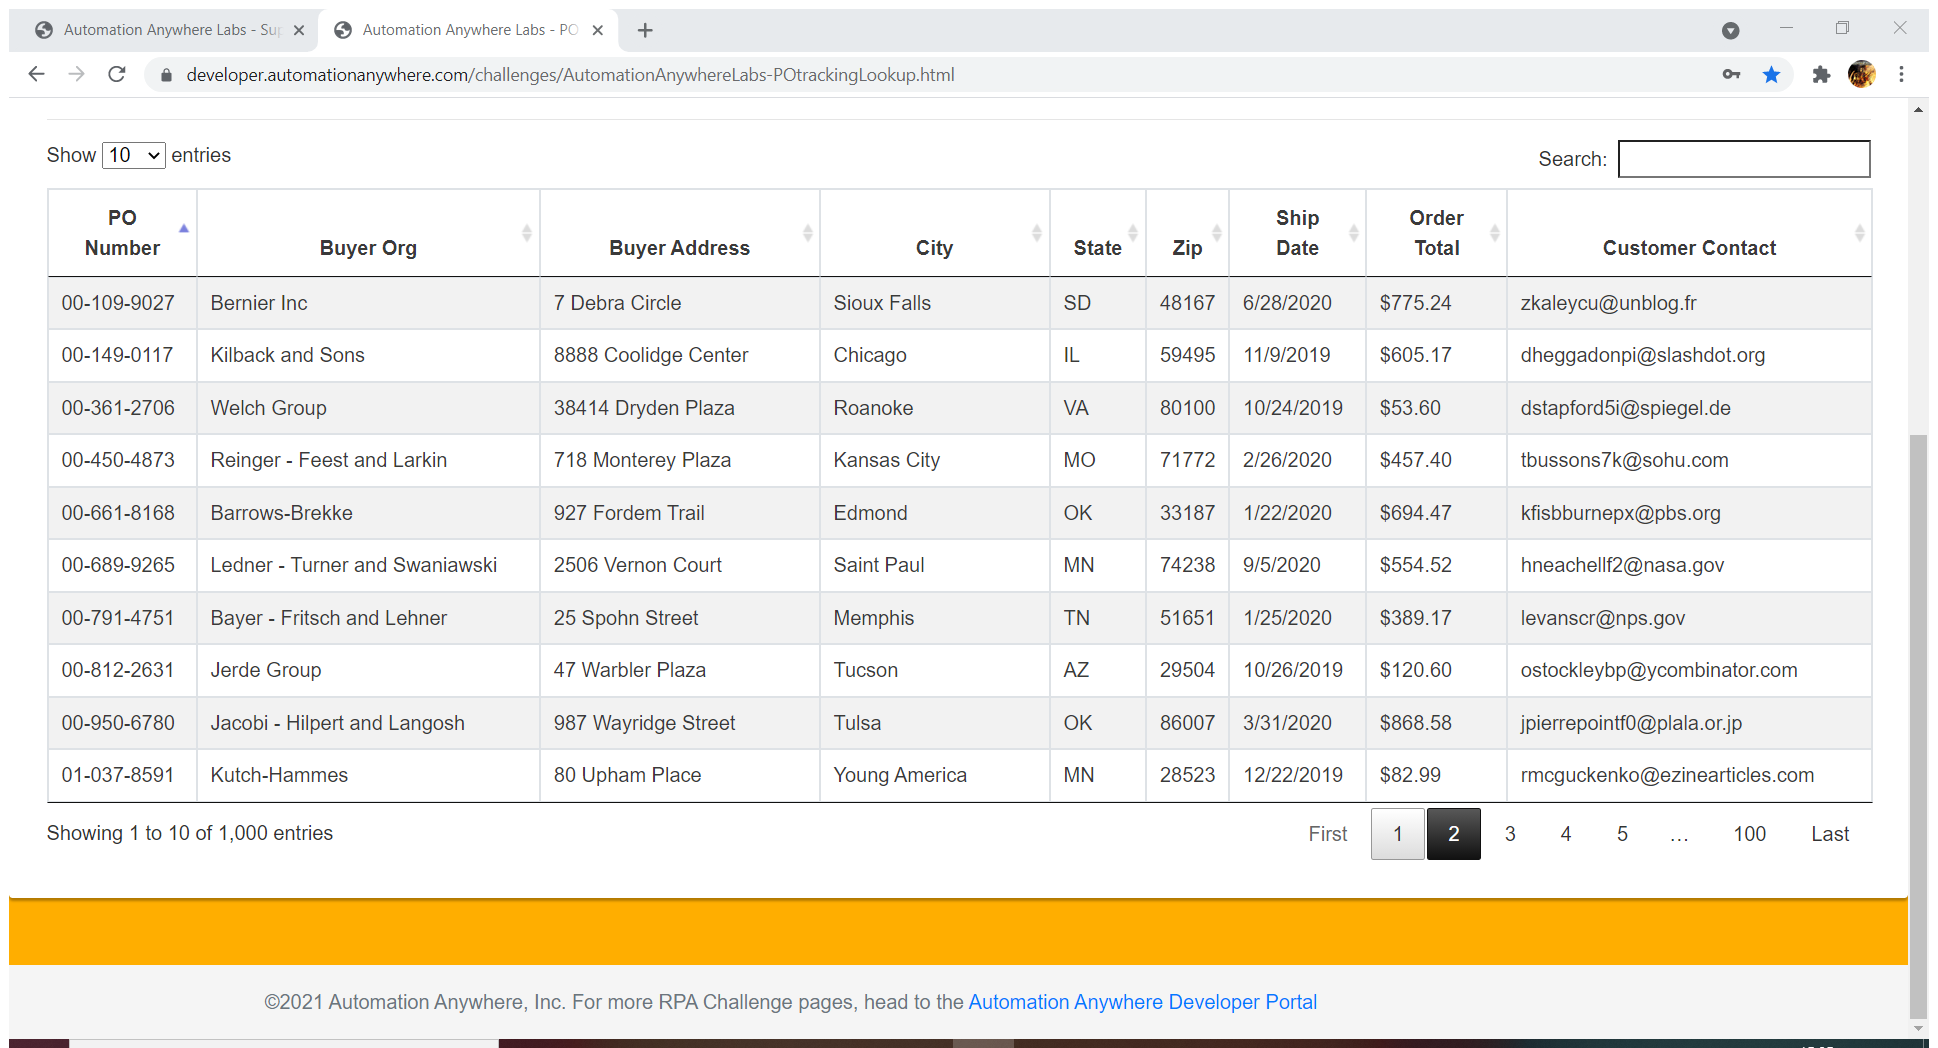 Automation Anywhere Labs - Sup
Automation Anywhere Labs - PO
developer.automationanywhere.com/challenges/AutomationAnywhereLabs-POtrackingLookup.html
Show 10 entries
Search:
PO Number Buyer Org Buyer Address City State Zip Ship Date Order Total Customer Contact
00-109-9027 Bernier Inc 7 Debra Circle Sioux Falls SD 48167 6/28/2020 $775.24 zkaleycu@unblog.fr
00-149-0117 Kilback and Sons 8888 Coolidge Center Chicago IL 59495 11/9/2019 $605.17 dheggadonpi@slashdot.org
00-361-2706 Welch Group 38414 Dryden Plaza Roanoke VA 80100 10/24/2019 $53.60 dstapford5i@spiegel.de
00-450-4873 Reinger - Feest and Larkin 718 Monterey Plaza Kansas City MO 71772 2/26/2020 $457.40 tbussons7k@sohu.com
00-661-8168 Barrows-Brekke 927 Fordem Trail Edmond OK 33187 1/22/2020 $694.47 kfisbburnepx@pbs.org
00-689-9265 Ledner - Turner and Swaniawski 2506 Vernon Court Saint Paul MN 74238 9/5/2020 $554.52 hneachellf2@nasa.gov
00-791-4751 Bayer - Fritsch and Lehner 25 Spohn Street Memphis TN 51651 1/25/2020 $389.17 levanscr@nps.gov
00-812-2631 Jerde Group 47 Warbler Plaza Tucson AZ 29504 10/26/2019 $120.60 ostockleybp@ycombinator.com
00-950-6780 Jacobi - Hilpert and Langosh 987 Wayridge Street Tulsa OK 86007 3/31/2020 $868.58 jpierrepointf0@plala.or.jp
01-037-8591 Kutch-Hammes 80 Upham Place Young America MN 28523 12/22/2019 $82.99 rmcguckenko@ezinearticles.com
Showing 1 to 10 of 1,000 entries
First 1 2 3 4 5 … 100 Last
©2021 Automation Anywhere, Inc. For more RPA Challenge pages, head to the Automation Anywhere Developer Portal